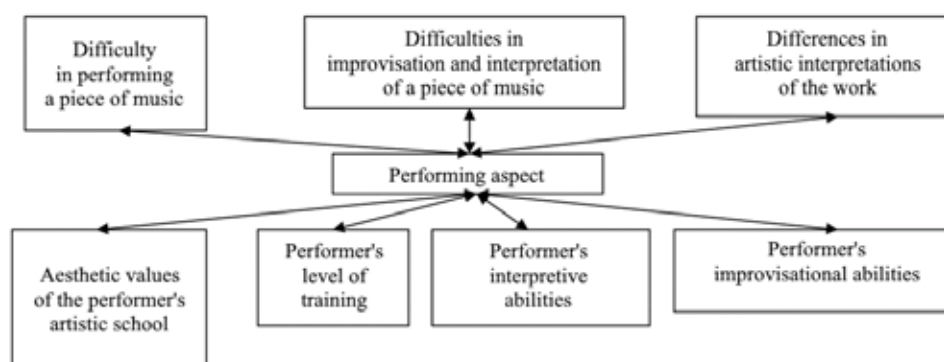 Difficulty
in performing
a piece of music
Difficulties in
improvisation and interpretation
of a piece of music
Differences in
artistic interpretations
of the work
Performing aspect
Aesthetic values
of the performer's
artistic school
Performer's
level of
training
Performer's
interpretive
abilities
Performer's
improvisational abilities